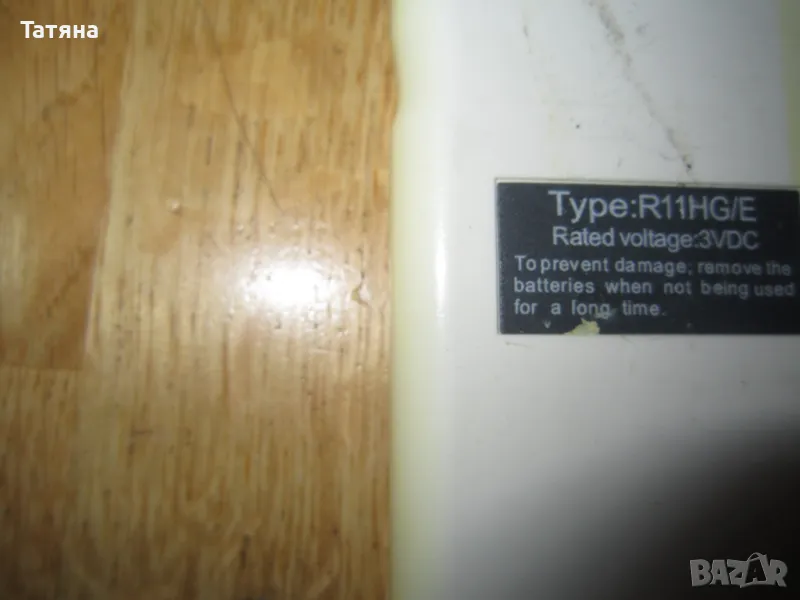 Татяна
Type:R11HG/E
Rated voltage:3VDC
To prevent damage, remove the
batteries when not being used
for a long time.
BAZAR